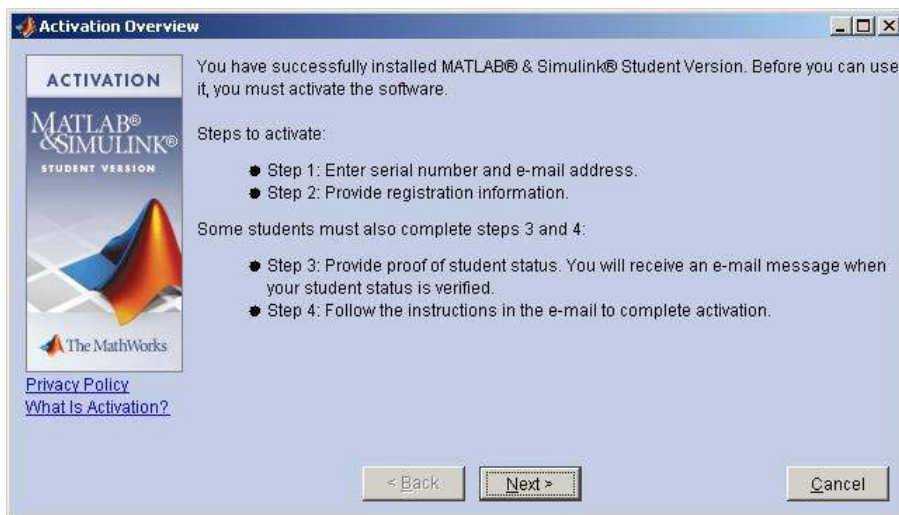 Activation Overview
ACTIVATION
MATLAB®
&SIMULINK®
STUDENT VERSION
The MathWorks
Privacy Policy
What Is Activation?
You have successfully installed MATLAB® & Simulink® Student Version. Before you can use
it, you must activate the software.
Steps to activate:
● Step 1: Enter serial number and e-mail address.
● Step 2: Provide registration information.
Some students must also complete steps 3 and 4:
● Step 3: Provide proof of student status. You will receive an e-mail message when
your student status is verified.
● Step 4: Follow the instructions in the e-mail to complete activation.
< Back
Next >
Cancel